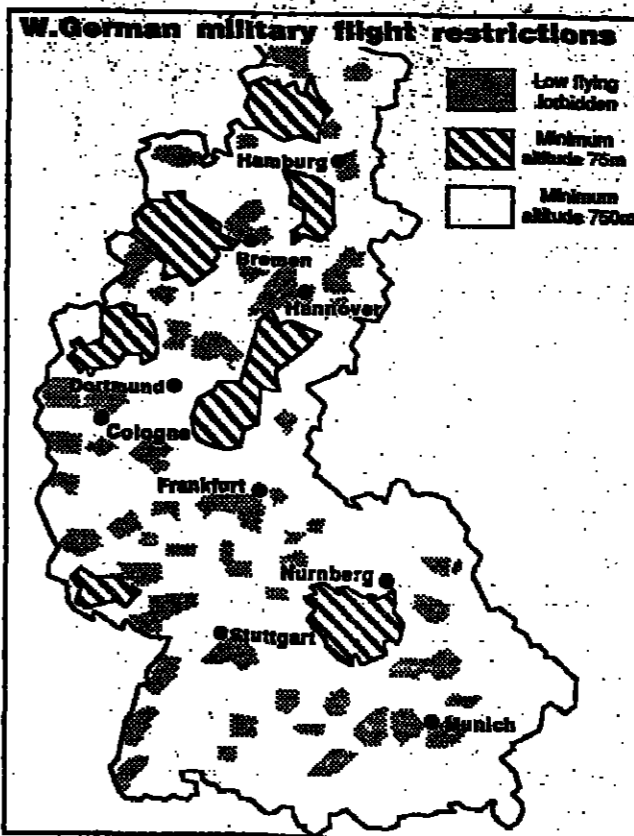 W.German military flight restrictions
Low flying
forbidden
Minimum
altitude 75m
Minimum
altitude 750m
Hamburg
Bremen
Hannover
Dortmund
Cologne
Frankfurt
Nurnberg
Stuttgart
Munich